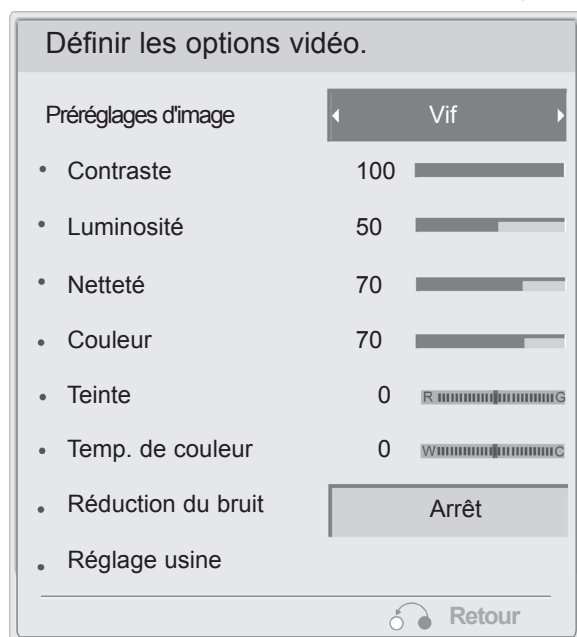 Définir les options vidéo.
Préréglages d'image Vif
Contraste 100
Luminosité 50
Netteté 70
Couleur 70
Teinte 0 R G
Temp. de couleur 0 W C
Réduction du bruit Arrêt
Réglage usine
Retour